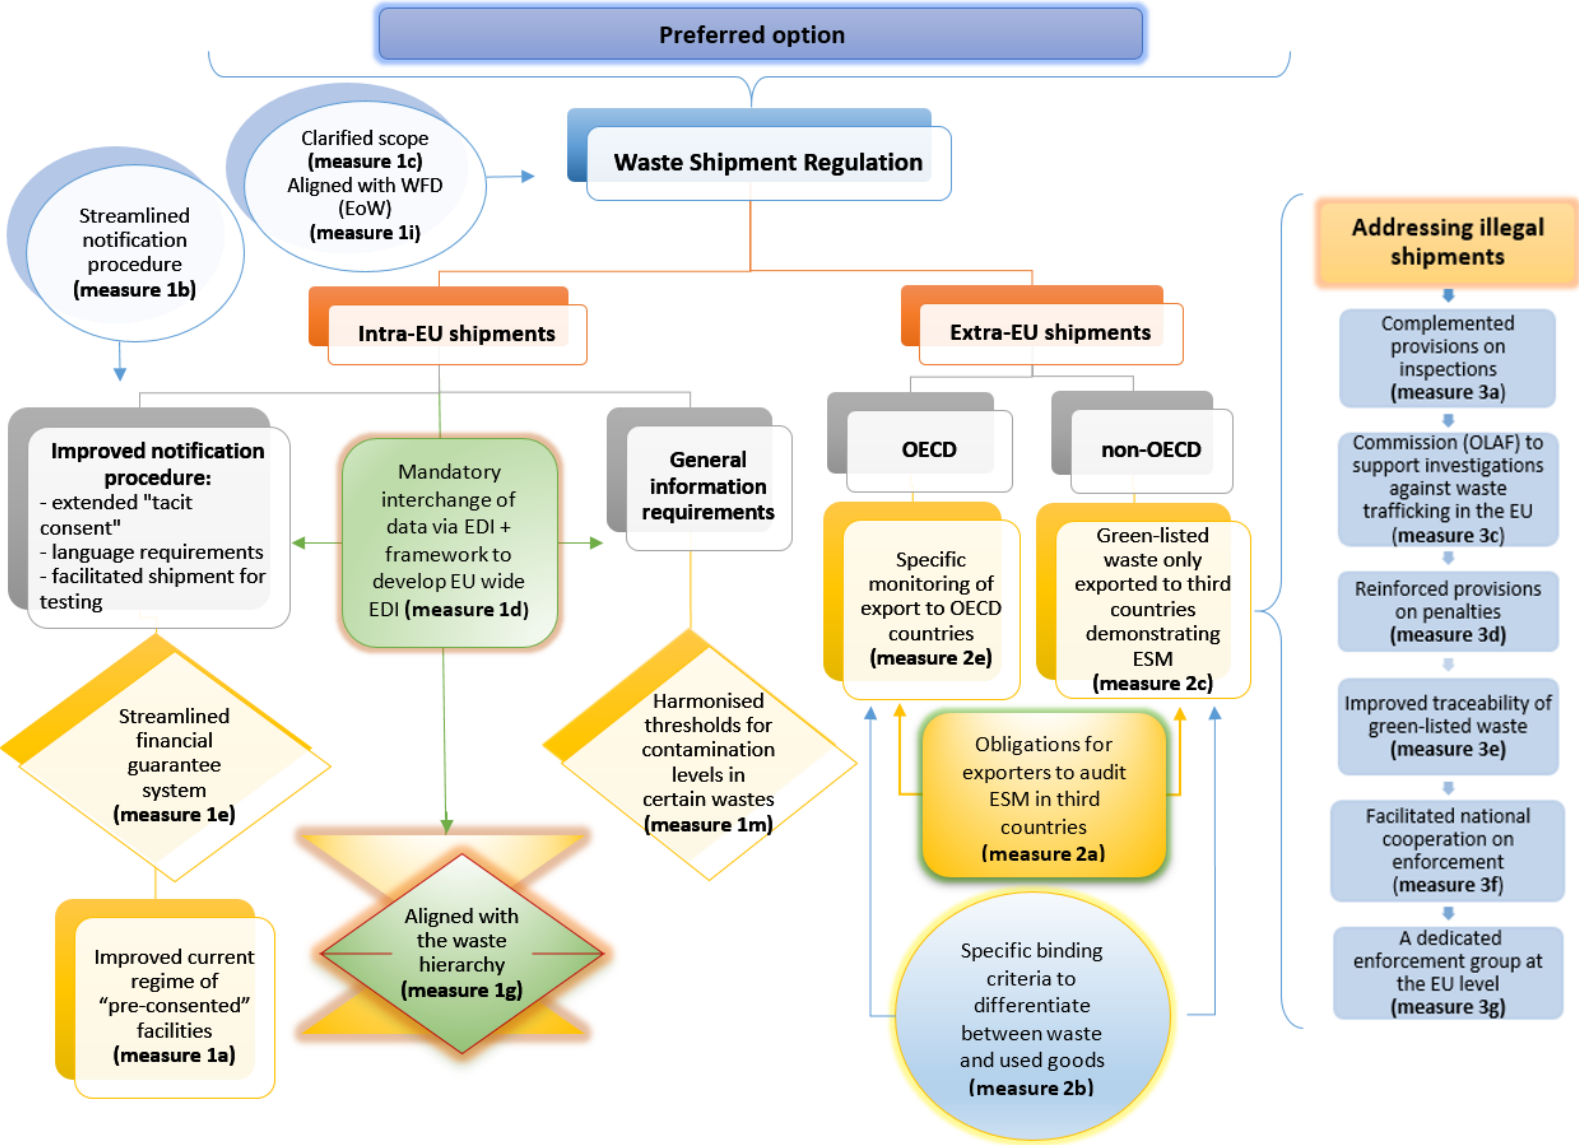 Preferred option
Clarified scope
(measure 1c)
Aligned with WFD
(EoW)
(measure 1i)
Waste Shipment Regulation
Streamlined
notification
procedure
(measure 1b)
Intra-EU shipments
Extra-EU shipments
Improved notification
procedure:
- extended "tacit
consent"
- language requirements
- facilitated shipment for
testing
Mandatory
interchange of
data via EDI +
framework to
develop EU wide
EDI (measure 1d)
General
information
requirements
OECD
non-OECD
Specific
monitoring of
export to OECD
countries
(measure 2e)
Green-listed
waste only
exported to third
countries
demonstrating
ESM
(measure 2c)
Streamlined
financial
guarantee
system
(measure 1e)
Harmonised
thresholds for
contamination
levels in
certain wastes
(measure 1m)
Obligations for
exporters to audit
ESM in third
countries
(measure 2a)
Improved current
regime of
“pre-consented”
facilities
(measure 1a)
Aligned with
the waste
hierarchy
(measure 1g)
Specific binding
criteria to
differentiate
between waste
and used goods
(measure 2b)
Addressing illegal
shipments
Complemented
provisions on
inspections
(measure 3a)
Commission (OLAF) to
support investigations
against waste
trafficking in the EU
(measure 3c)
Reinforced provisions
on penalties
(measure 3d)
Improved traceability of
green-listed waste
(measure 3e)
Facilitated national
cooperation on
enforcement
(measure 3f)
A dedicated
enforcement group at
the EU level
(measure 3g)